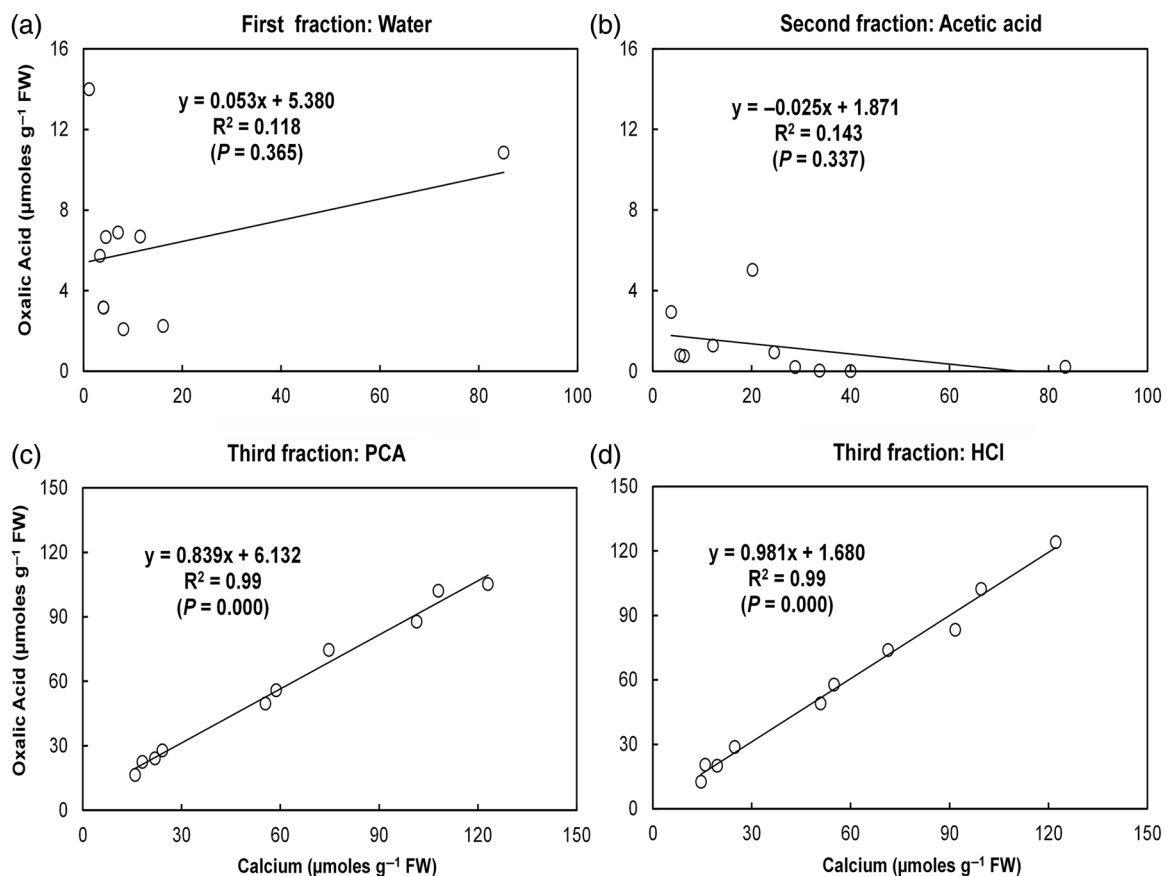 (a) First fraction: Water
(b) Second fraction: Acetic acid
Oxalic Acid (µmoles g⁻¹ FW)
16
12
8
4
0
y = 0.053x + 5.380
R² = 0.118
(P = 0.365)
0 20 40 60 80 100
16
12
8
4
0
y = –0.025x + 1.871
R² = 0.143
(P = 0.337)
0 20 40 60 80 100
(c) Third fraction: PCA
(d) Third fraction: HCl
Oxalic Acid (µmoles g⁻¹ FW)
150
120
90
60
30
0
y = 0.839x + 6.132
R² = 0.99
(P = 0.000)
0 30 60 90 120 150
Calcium (µmoles g⁻¹ FW)
150
120
90
60
30
0
y = 0.981x + 1.680
R² = 0.99
(P = 0.000)
0 30 60 90 120 150
Calcium (µmoles g⁻¹ FW)